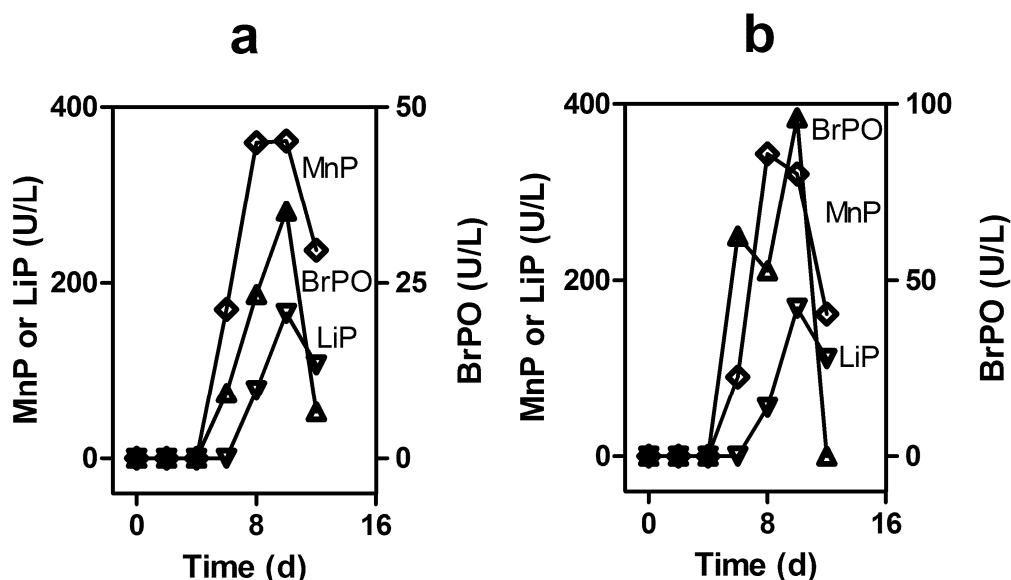 a
b
400
200
0
50
25
0
MnP or LiP (U/L)
BrPO (U/L)
MnP
BrPO
LiP
0
8
16
Time (d)
400
200
0
100
50
0
MnP or LiP (U/L)
BrPO (U/L)
BrPO
MnP
LiP
0
8
16
Time (d)